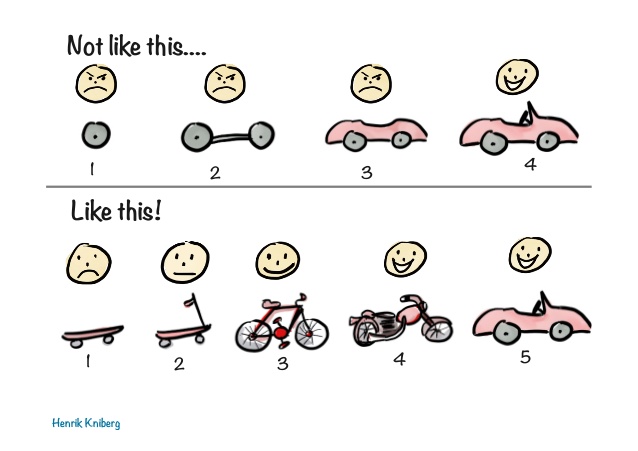 Not like this....
1 2 3 4
Like this!
1 2 3 4 5
Henrik Kniberg